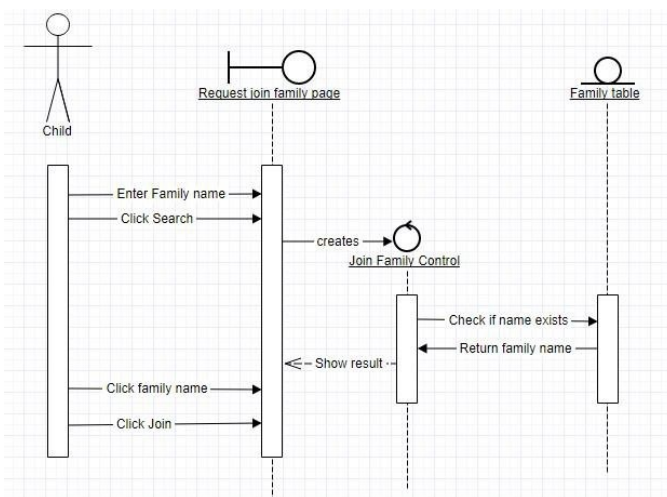 Request join family page
Family table
Child
Enter Family name
Click Search
creates
Join Family Control
Check if name exists
Return family name
Show result
Click family name
Click Join